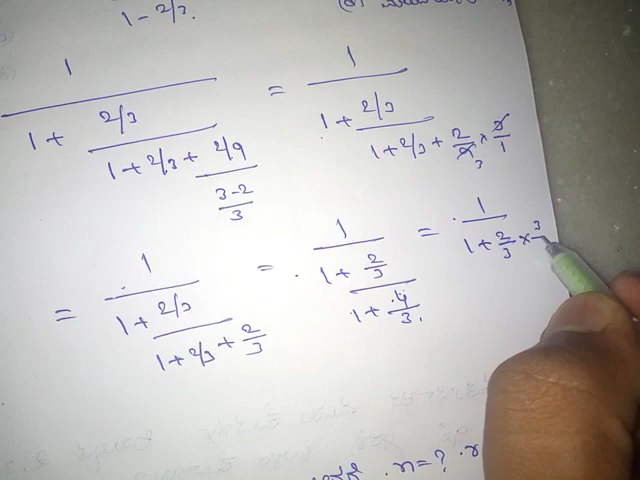 1 - 2/3.
1 / (1 + (2/3) / (1 + 2/3 + (2/9) / ((3-2)/3))) = 1 / (1 + (2/3) / (1 + 2/3 + 2/9 × 3/1))
3
= 1 / (1 + (2/3) / (1 + 2/3 + 2/3)) = 1 / (1 + (2/3) / (1 + 4/3)) = 1 / (1 + 2/3 × 3
n=?